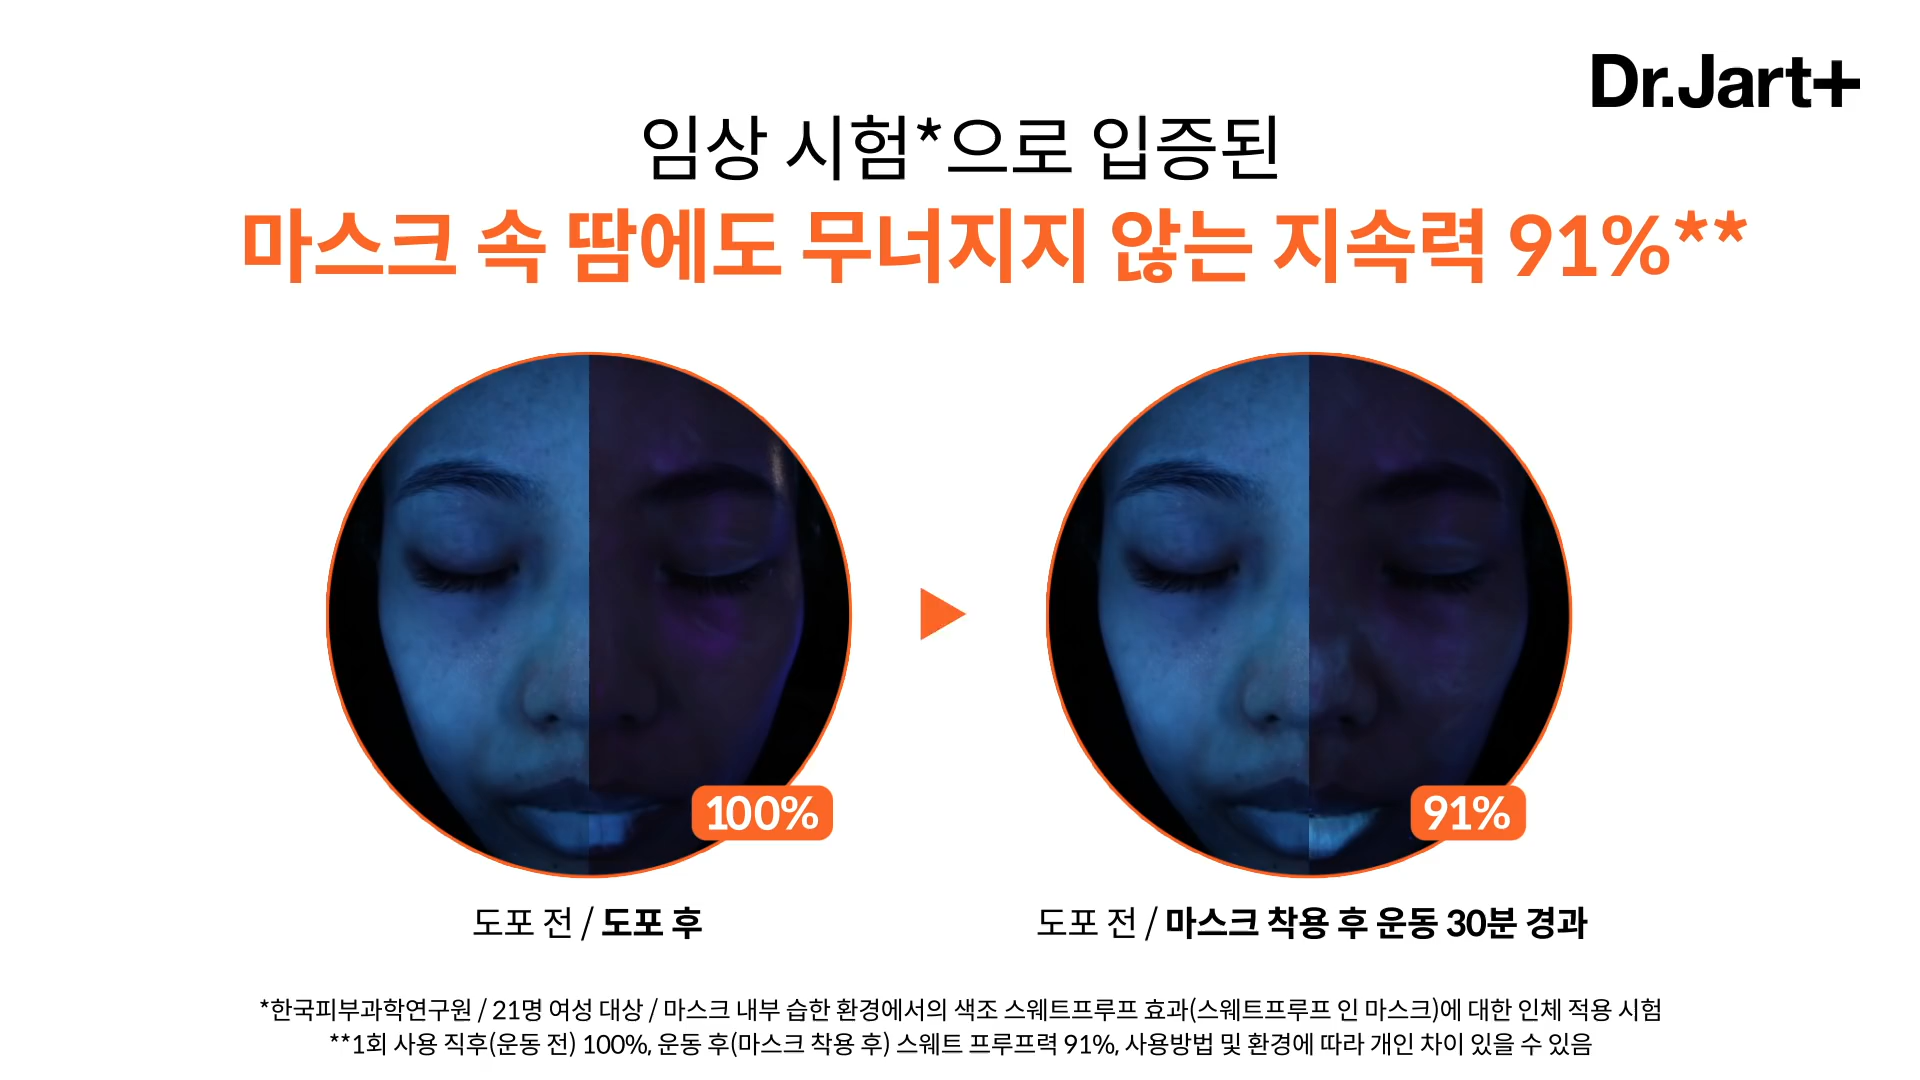 Dr.Jart+
임상 시험*으로 입증된
마스크 속 땀에도 무너지지 않는 지속력 91%**
100%
91%
도포 전 / 도포 후
도포 전 / 마스크 착용 후 운동 30분 경과
*한국피부과학연구원 / 21명 여성 대상 / 마스크 내부 습한 환경에서의 색조 스웨트프루프 효과(스웨트프루프 인 마스크)에 대한 인체 적용 시험
**1회 사용 직후(운동 전) 100%, 운동 후(마스크 착용 후) 스웨트 프루프력 91%, 사용방법 및 환경에 따라 개인 차이 있을 수 있음